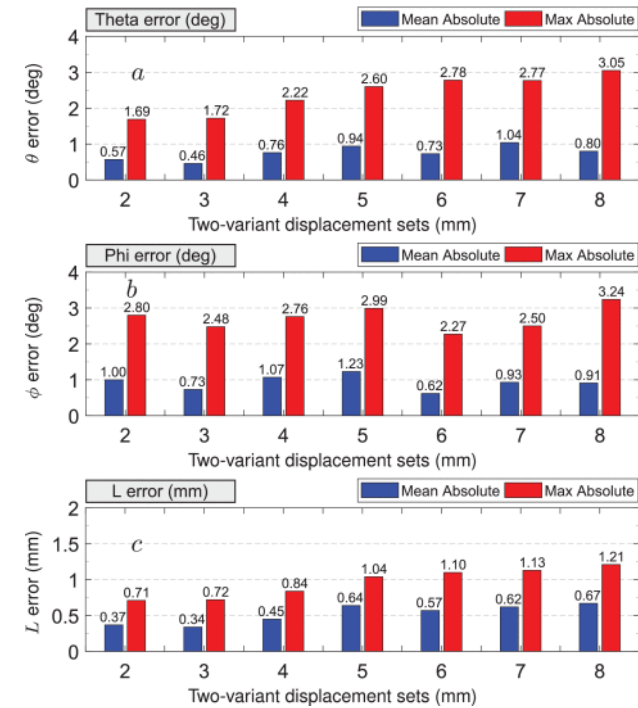 Theta error (deg)
Mean Absolute Max Absolute
4
3
2
1
0
θ error (deg)
a
0.57 1.69 0.46 1.72 0.76 2.22 0.94 2.60 0.73 2.78 1.04 2.77 0.80 3.05
2 3 4 5 6 7 8
Two-variant displacement sets (mm)
Phi error (deg)
Mean Absolute Max Absolute
4
3
2
1
0
ϕ error (deg)
b
1.00 2.80 0.73 2.48 1.07 2.76 1.23 2.99 0.62 2.27 0.93 2.50 0.91 3.24
2 3 4 5 6 7 8
Two-variant displacement sets (mm)
L error (mm)
Mean Absolute Max Absolute
2
1.5
1
0.5
0
L error (mm)
c
0.37 0.71 0.34 0.72 0.45 0.84 0.64 1.04 0.57 1.10 0.62 1.13 0.67 1.21
2 3 4 5 6 7 8
Two-variant displacement sets (mm)